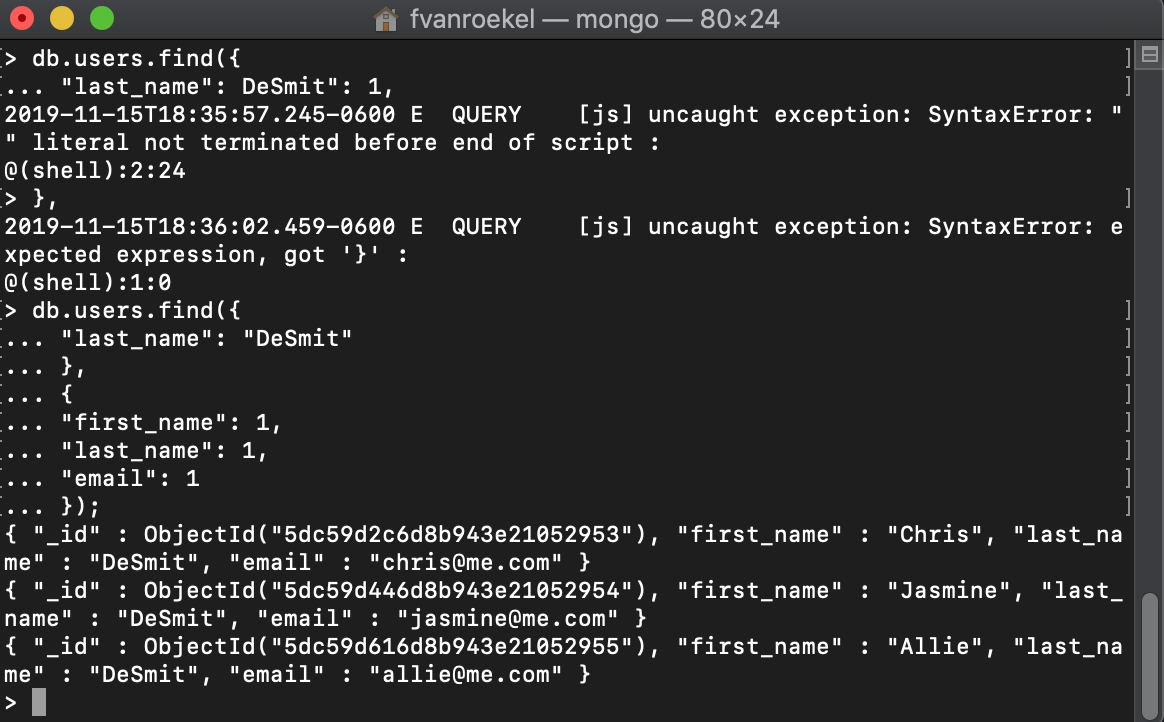 fvanroekel — mongo — 80×24
[> db.users.find({ ]
[... "last_name": DeSmit": 1, ]
2019-11-15T18:35:57.245-0600 E  QUERY    [js] uncaught exception: SyntaxError: "
" literal not terminated before end of script :
@(shell):2:24
[> }, ]
2019-11-15T18:36:02.459-0600 E  QUERY    [js] uncaught exception: SyntaxError: e
xpected expression, got '}' :
@(shell):1:0
[> db.users.find({ ]
[... "last_name": "DeSmit" ]
[... }, ]
[... { ]
[... "first_name": 1, ]
[... "last_name": 1, ]
[... "email": 1 ]
[... }); ]
{ "_id" : ObjectId("5dc59d2c6d8b943e21052953"), "first_name" : "Chris", "last_na
me" : "DeSmit", "email" : "chris@me.com" }
{ "_id" : ObjectId("5dc59d446d8b943e21052954"), "first_name" : "Jasmine", "last_
name" : "DeSmit", "email" : "jasmine@me.com" }
{ "_id" : ObjectId("5dc59d616d8b943e21052955"), "first_name" : "Allie", "last_na
me" : "DeSmit", "email" : "allie@me.com" }
>